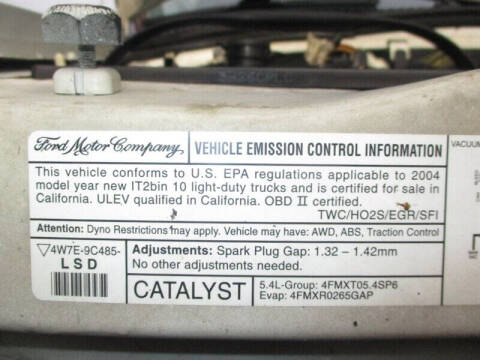 Ford Motor Company
VEHICLE EMISSION CONTROL INFORMATION
This vehicle conforms to U.S. EPA regulations applicable to 2004
model year new IT2bin 10 light-duty trucks and is certified for sale in
California. ULEV qualified in California. OBD II certified.
TWC/HO2S/EGR/SFI
Attention: Dyno Restrictions may apply. Vehicle may have: AWD, ABS, Traction Control
4W7E-9C485-
LSD
Adjustments: Spark Plug Gap: 1.32 – 1.42mm
No other adjustments needed.
CATALYST
5.4L-Group: 4FMXT05.4SP6
Evap: 4FMXR0265GAP
VACUUM